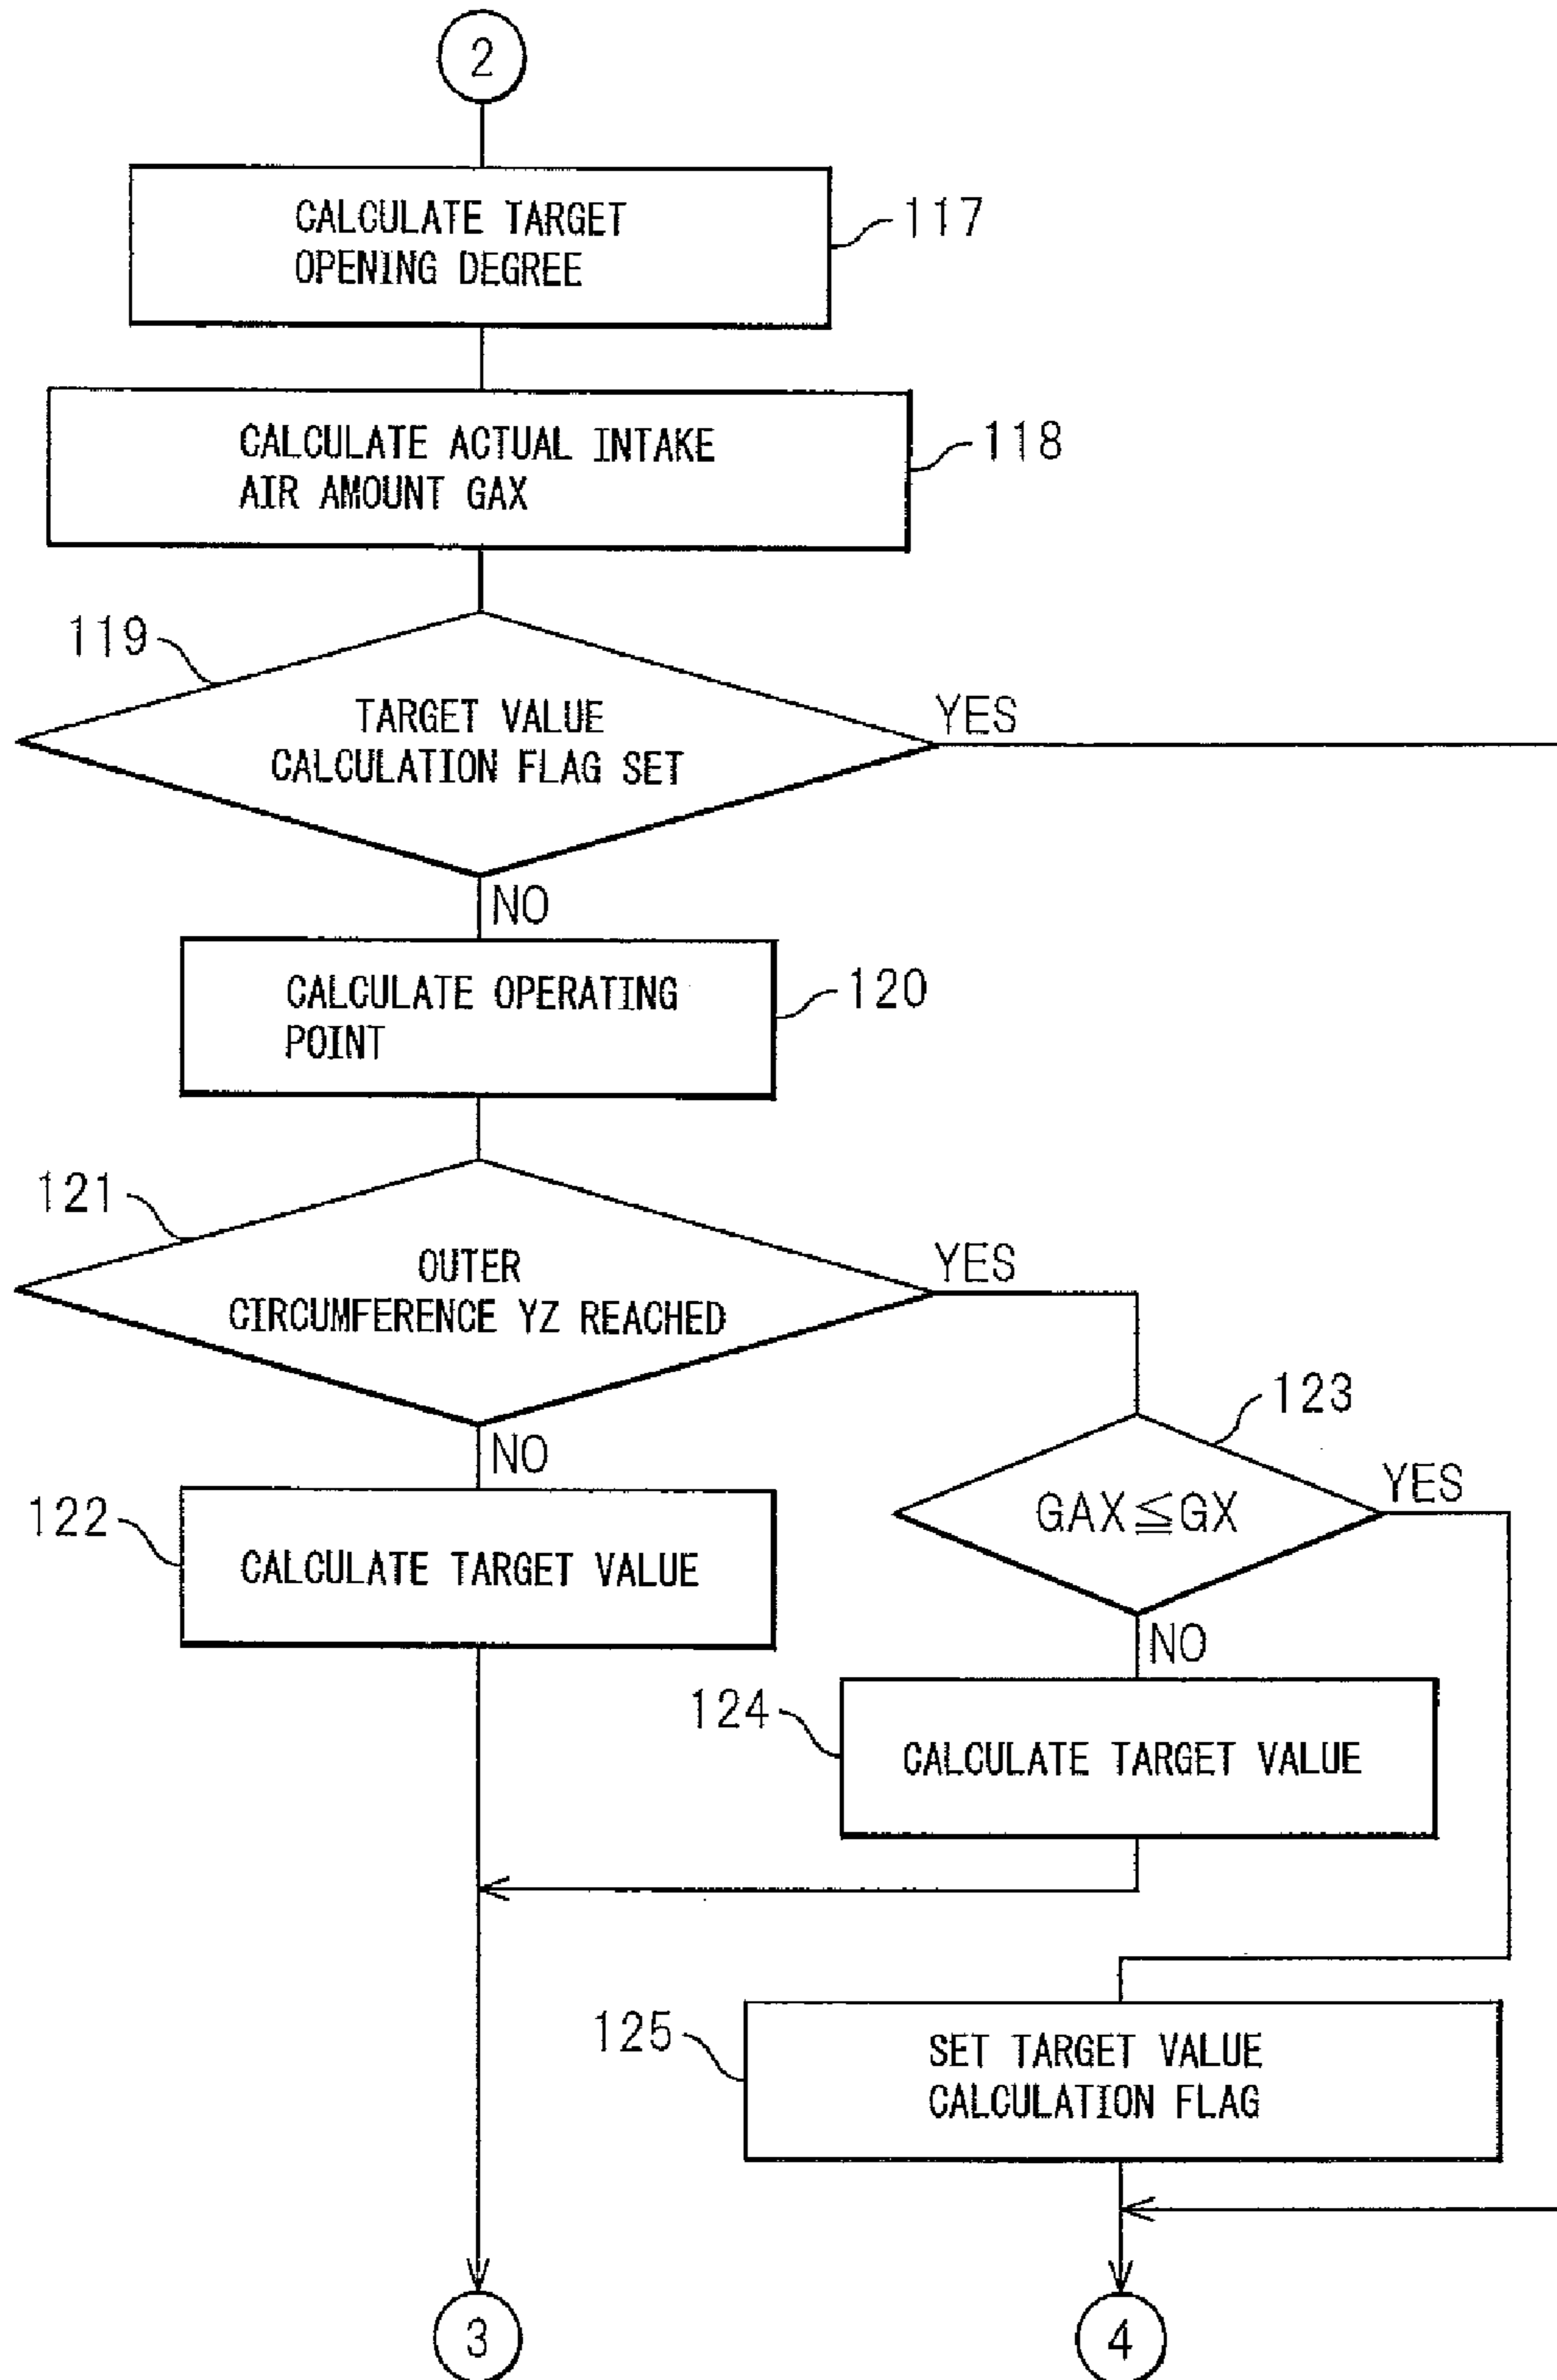 2
CALCULATE TARGET
OPENING DEGREE
117
CALCULATE ACTUAL INTAKE
AIR AMOUNT GAX
118
119
TARGET VALUE
CALCULATION FLAG SET
YES
NO
CALCULATE OPERATING
POINT
120
121
OUTER
CIRCUMFERENCE YZ REACHED
YES
NO
123
GAX≦GX
YES
NO
122
CALCULATE TARGET VALUE
124
CALCULATE TARGET VALUE
125
SET TARGET VALUE
CALCULATION FLAG
3
4